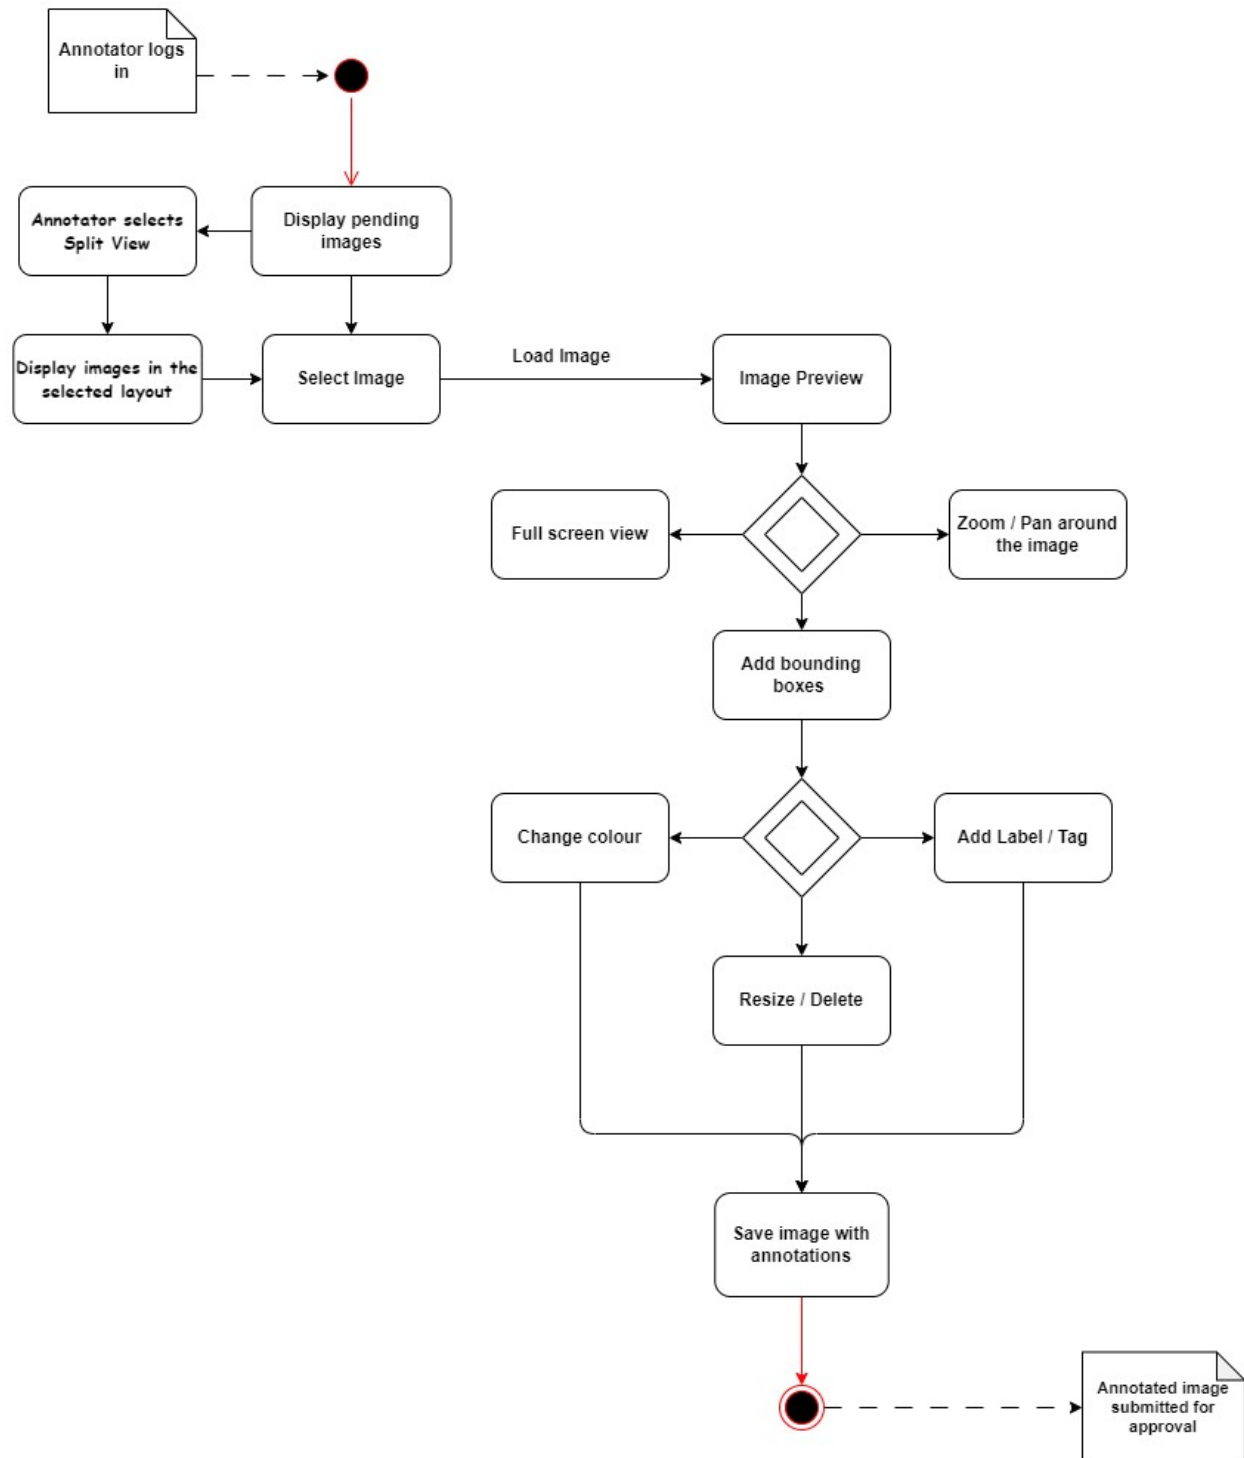 Annotator logs
in
Annotator selects
Split View
Display pending
images
Display images in the
selected layout
Select Image
Load Image
Image Preview
Full screen view
Zoom / Pan around
the image
Add bounding
boxes
Change colour
Add Label / Tag
Resize / Delete
Save image with
annotations
Annotated image
submitted for
approval